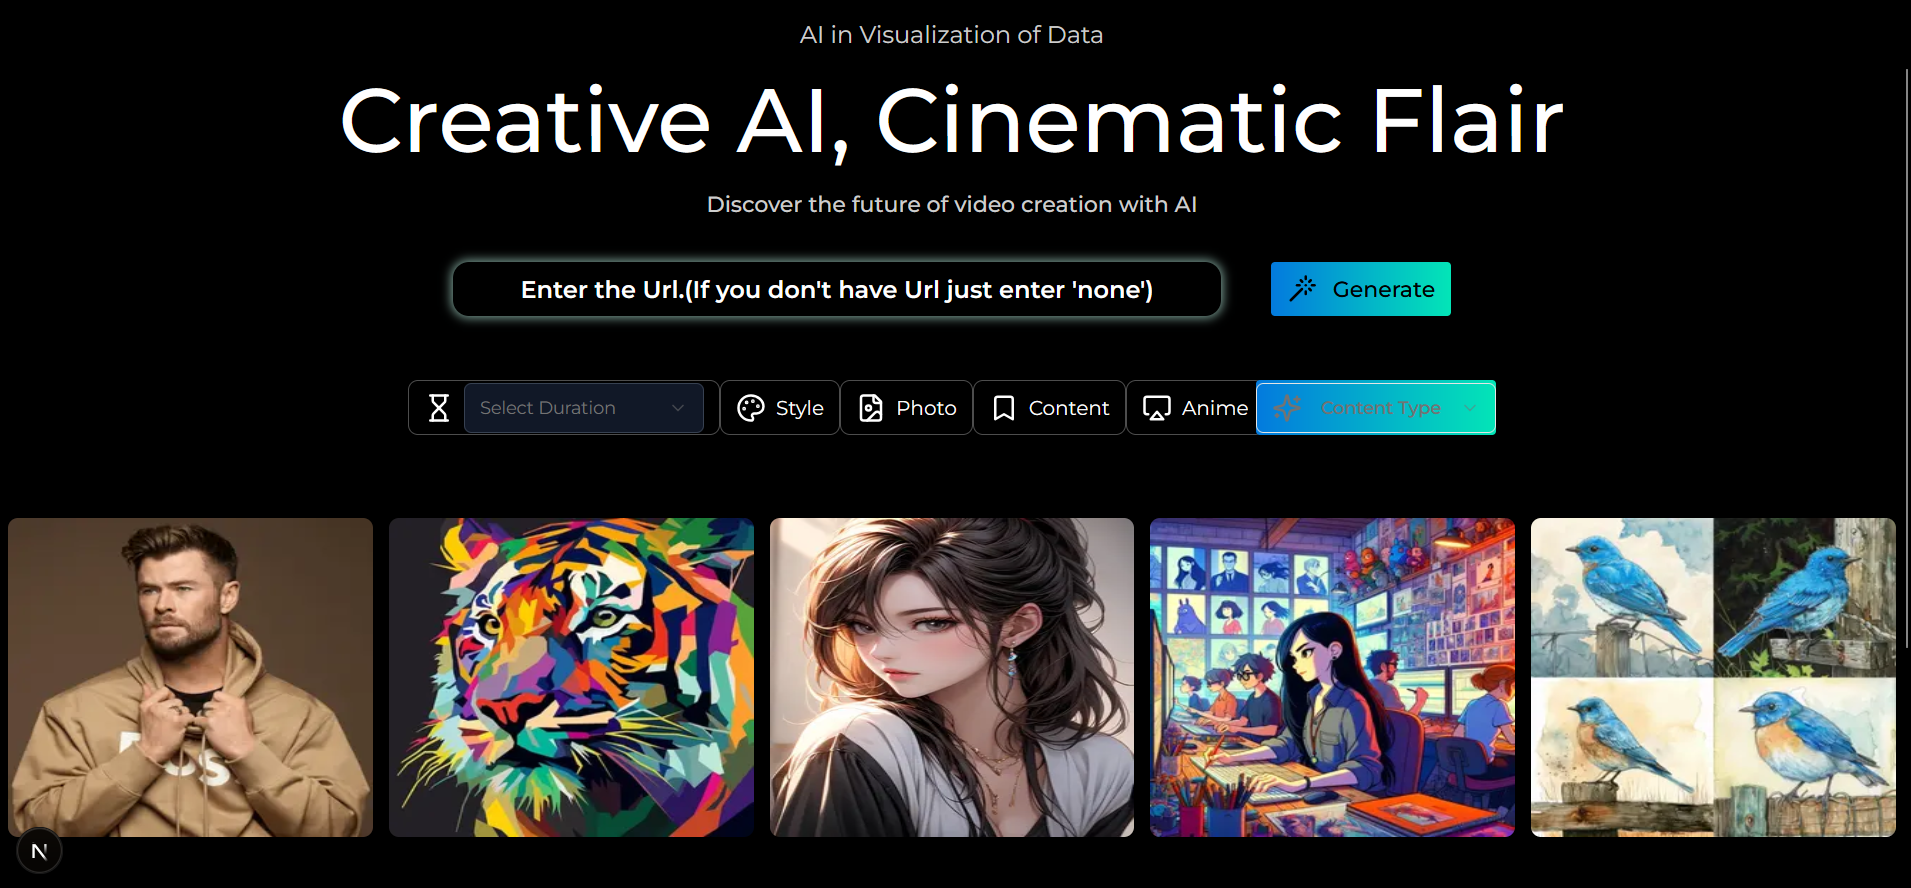 AI in Visualization of Data
Creative AI, Cinematic Flair
Discover the future of video creation with AI
Enter the Url.(If you don't have Url just enter 'none')
Generate
Select Duration
Style
Photo
Content
Anime
Content Type
N